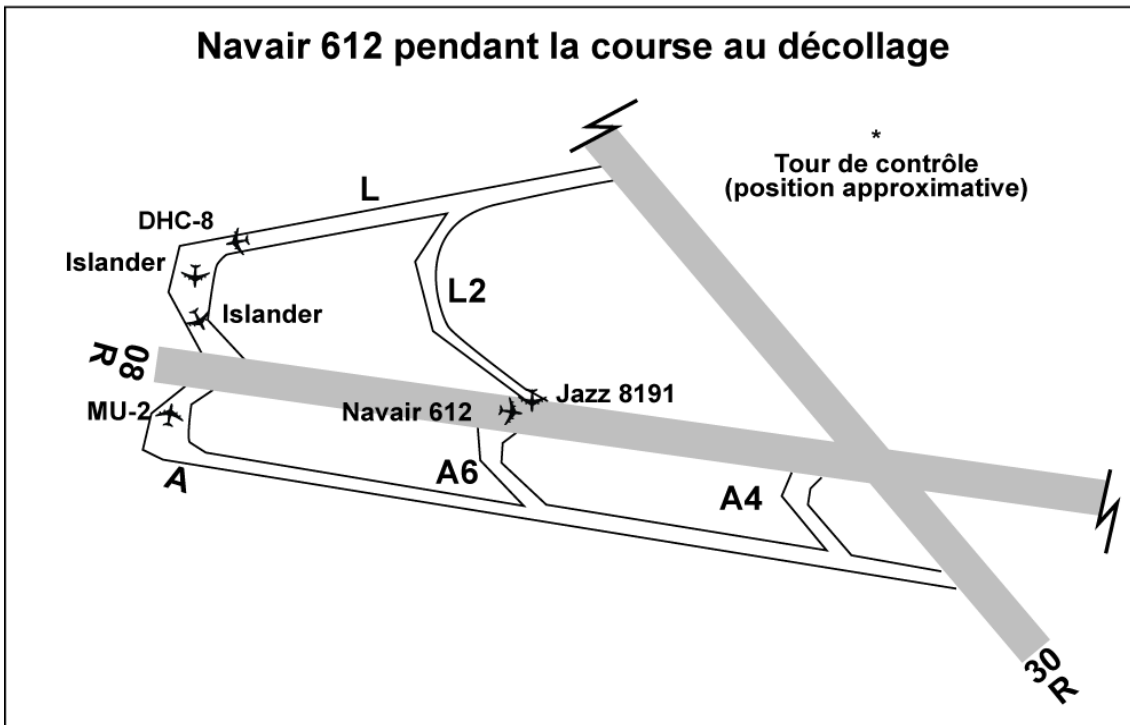 Navair 612 pendant la course au décollage
*
Tour de contrôle
(position approximative)
L
DHC-8
Islander
L2
Islander
08
R
Jazz 8191
MU-2
Navair 612
A
A6
A4
30
R